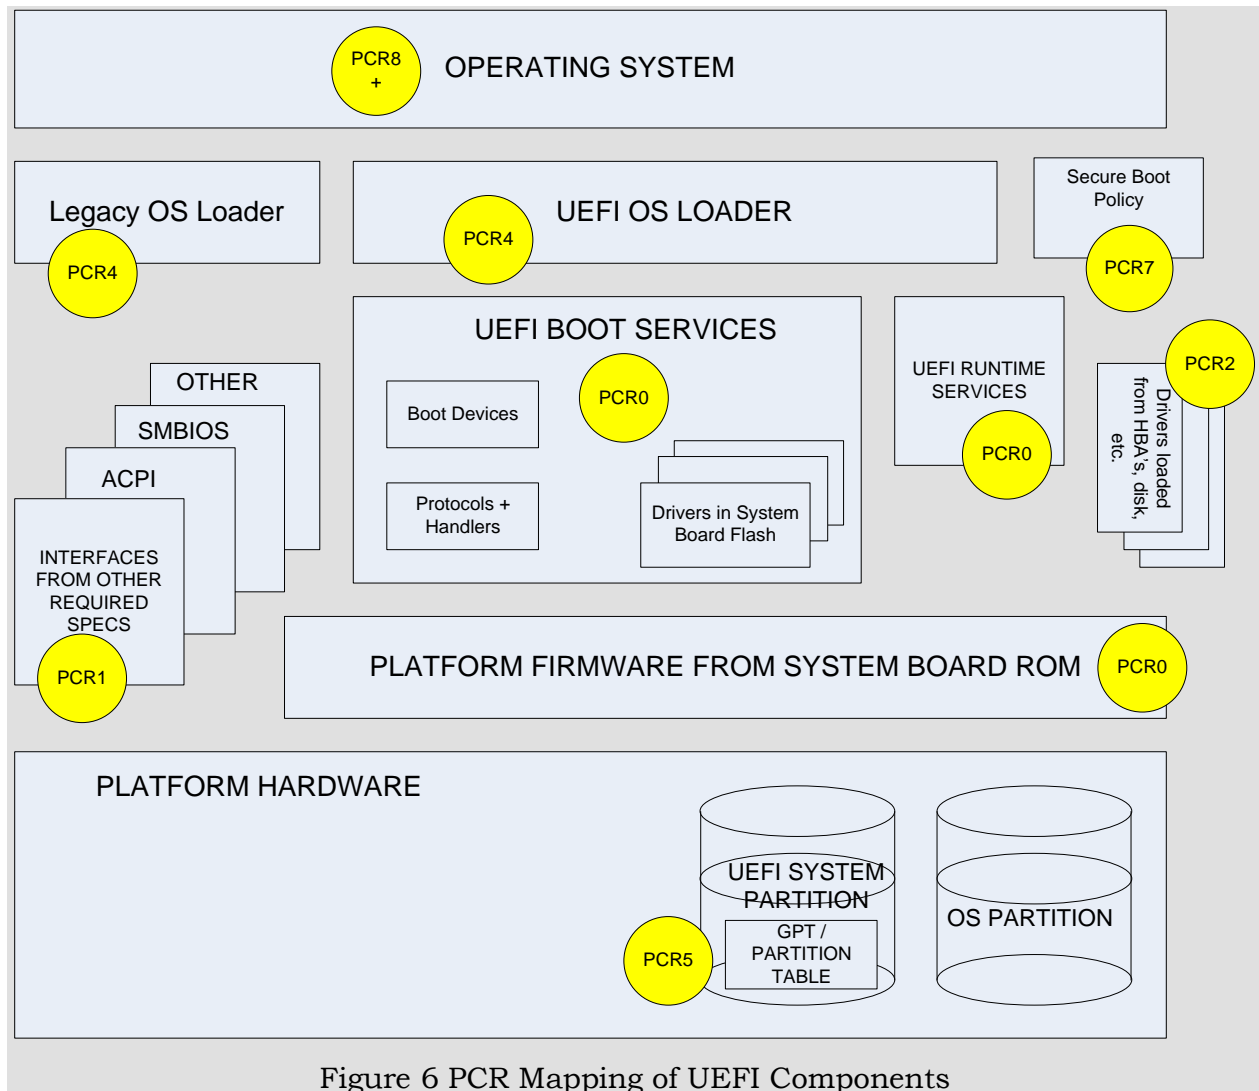 PCR8
+
OPERATING SYSTEM
Legacy OS Loader
PCR4
UEFI OS LOADER
PCR4
Secure Boot
Policy
PCR7
UEFI BOOT SERVICES
PCR0
Boot Devices
Protocols +
Handlers
Drivers in System
Board Flash
UEFI RUNTIME
SERVICES
PCR0
PCR2
Drivers loaded
from HBA's, disk,
etc.
OTHER
SMBIOS
ACPI
INTERFACES
FROM OTHER
REQUIRED
SPECS
PCR1
PLATFORM FIRMWARE FROM SYSTEM BOARD ROM
PCR0
PLATFORM HARDWARE
UEFI SYSTEM
PARTITION
GPT /
PARTITION
TABLE
PCR5
OS PARTITION
Figure 6 PCR Mapping of UEFI Components